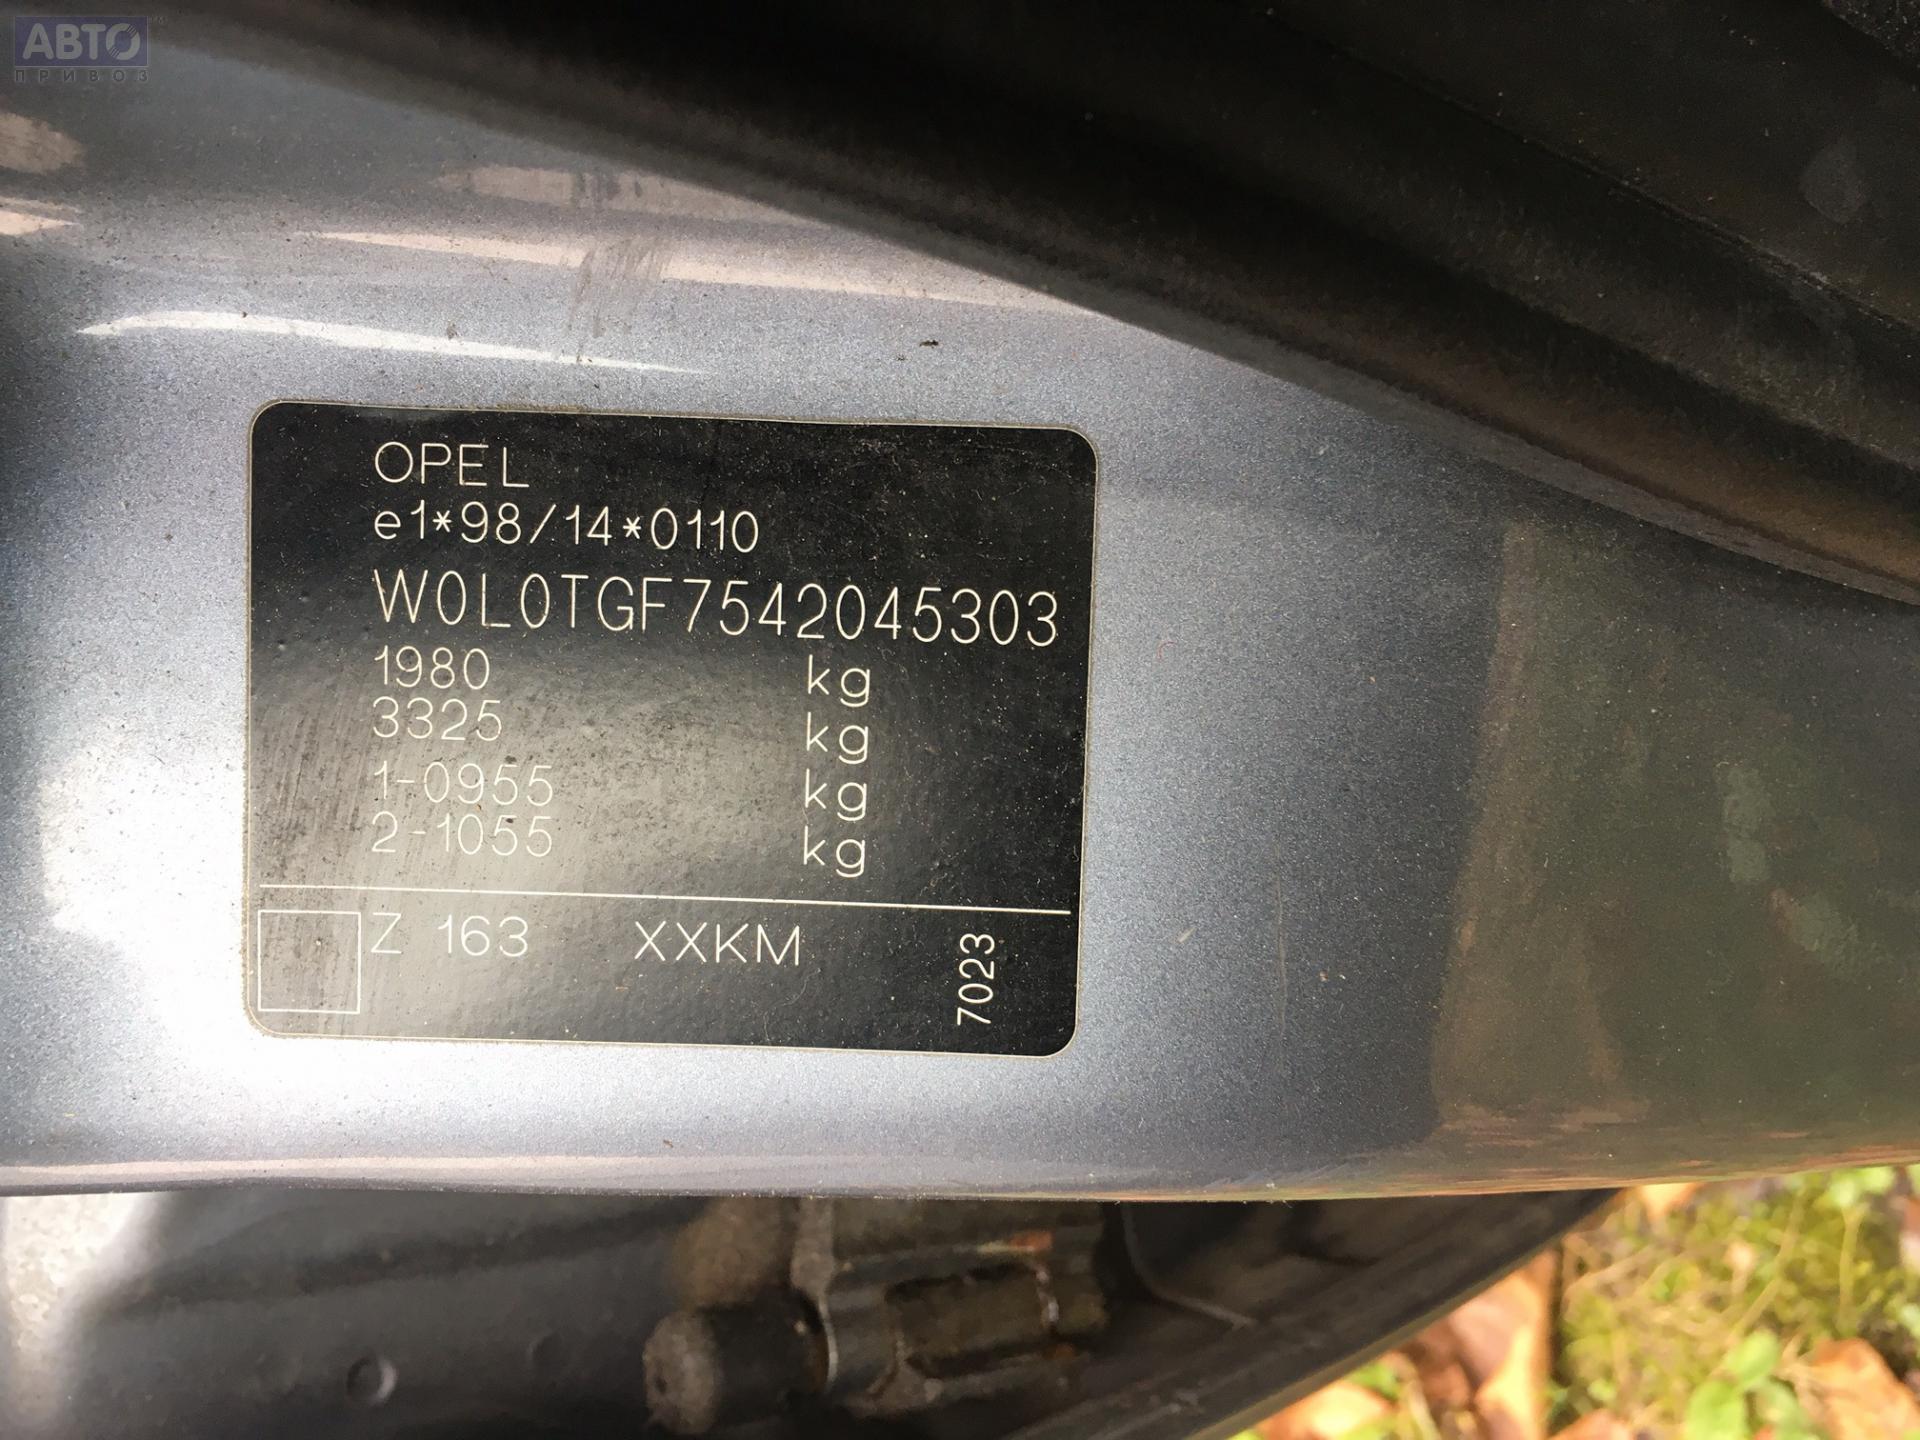 АВТО
ПРИВОЗ
OPEL
e1*98/14*0110
W0L0TGF7542045303
1980 kg
3325 kg
1-0955 kg
2-1055 kg
Z 163 XXKM
7023